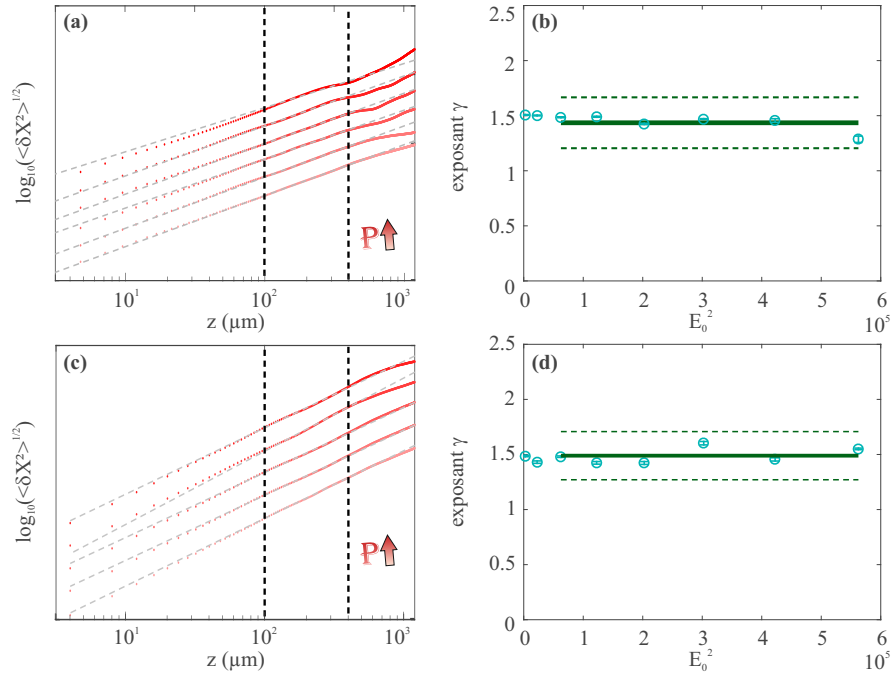 (a)
log₁₀(<δX²>¹/²)
P
10¹ 10² 10³
z (µm)
(b)
2.5
2
1.5
1
0.5
0
exposant γ
0 1 2 3 4 5 6
E₀² 10⁵
(c)
log₁₀(<δX²>¹/²)
P
10¹ 10² 10³
z (µm)
(d)
2.5
2
1.5
1
0.5
0
exposant γ
0 1 2 3 4 5 6
E₀² 10⁵